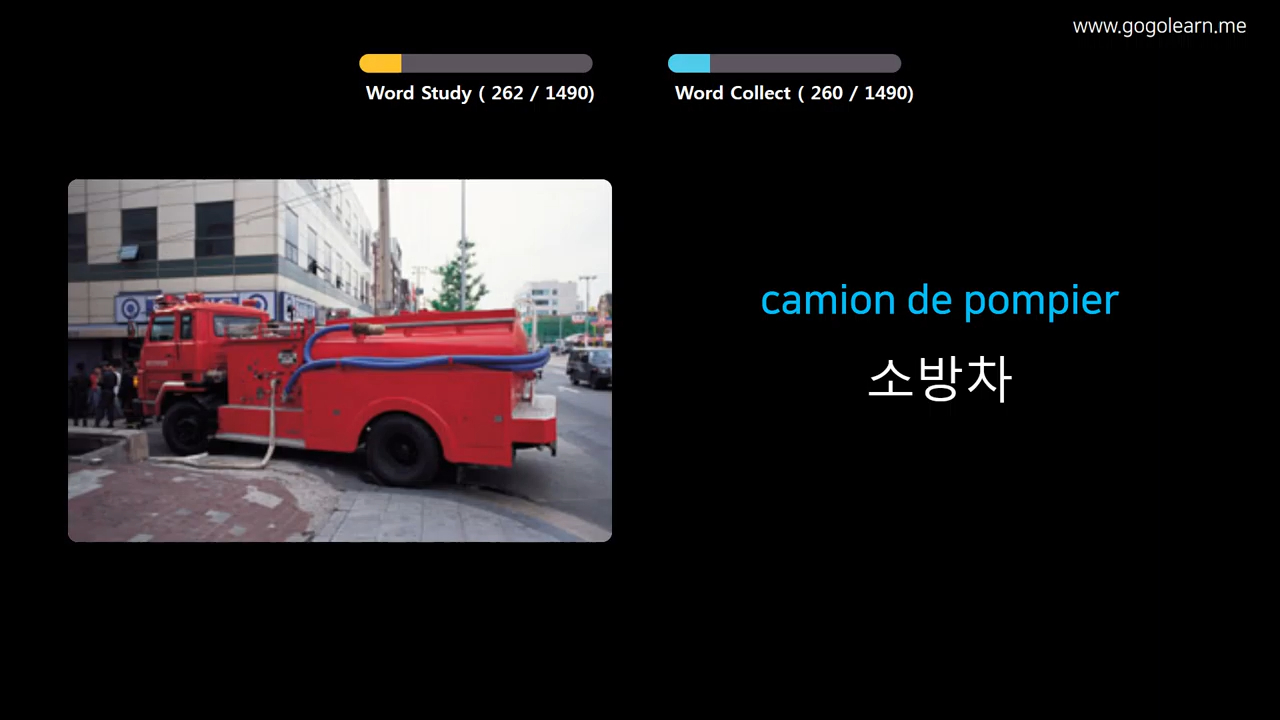 www.gogolearn.me
Word Study ( 262 / 1490)
Word Collect ( 260 / 1490)
camion de pompier
소방차